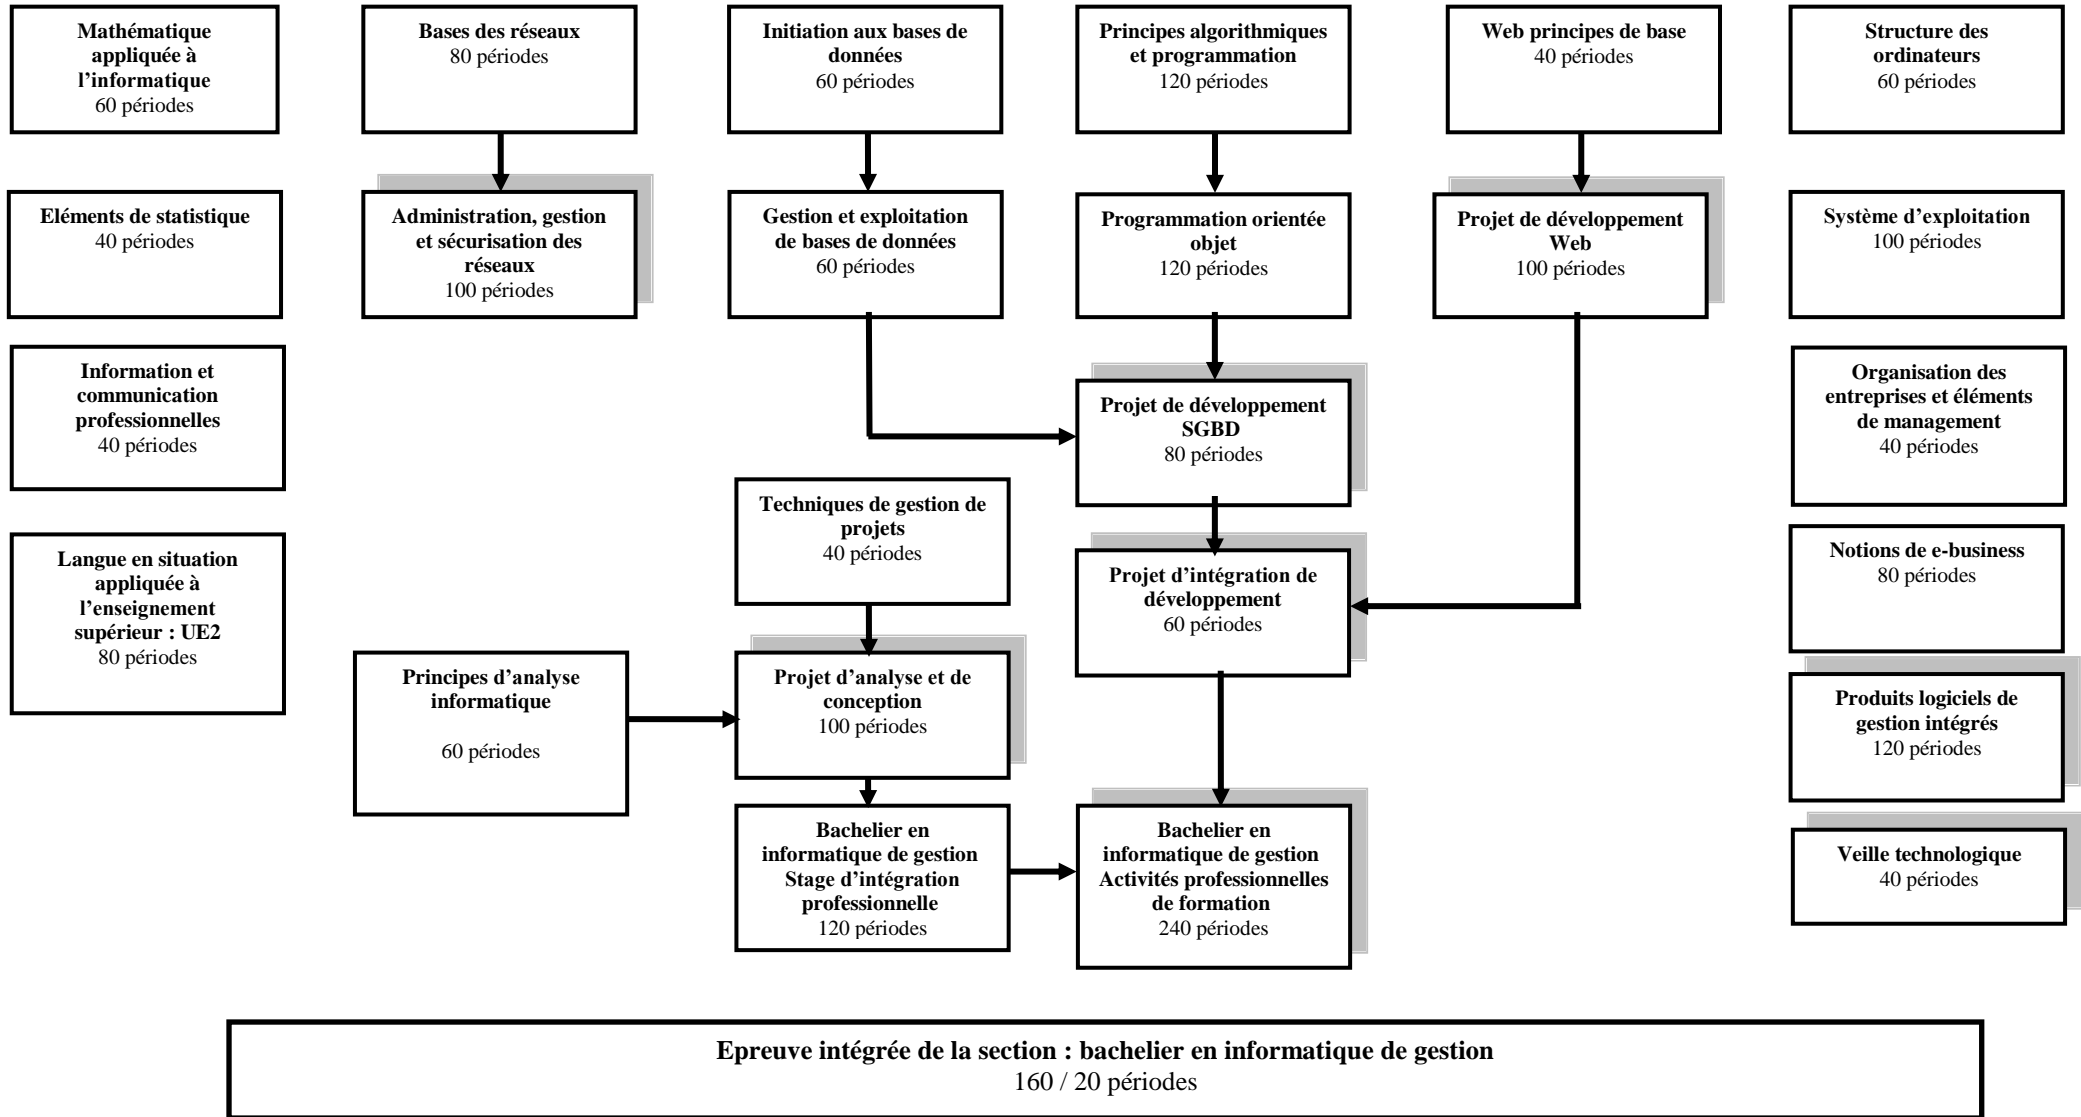 Mathématique
appliquée à
l'informatique
60 périodes
Bases des réseaux
80 périodes
Initiation aux bases de
données
60 périodes
Principes algorithmiques
et programmation
120 périodes
Web principes de base
40 périodes
Structure des
ordinateurs
60 périodes
Eléments de statistique
40 périodes
Administration, gestion
et sécurisation des
réseaux
100 périodes
Gestion et exploitation
de bases de données
60 périodes
Programmation orientée
objet
120 périodes
Projet de développement
Web
100 périodes
Système d'exploitation
100 périodes
Information et
communication
professionnelles
40 périodes
Projet de développement
SGBD
80 périodes
Organisation des
entreprises et éléments
de management
40 périodes
Techniques de gestion de
projets
40 périodes
Langue en situation
appliquée à
l'enseignement
supérieur : UE2
80 périodes
Projet d'intégration de
développement
60 périodes
Notions de e-business
80 périodes
Principes d'analyse
informatique
60 périodes
Projet d'analyse et de
conception
100 périodes
Produits logiciels de
gestion intégrés
120 périodes
Bachelier en
informatique de gestion
Stage d'intégration
professionnelle
120 périodes
Bachelier en
informatique de gestion
Activités professionnelles
de formation
240 périodes
Veille technologique
40 périodes
Epreuve intégrée de la section : bachelier en informatique de gestion
160 / 20 périodes